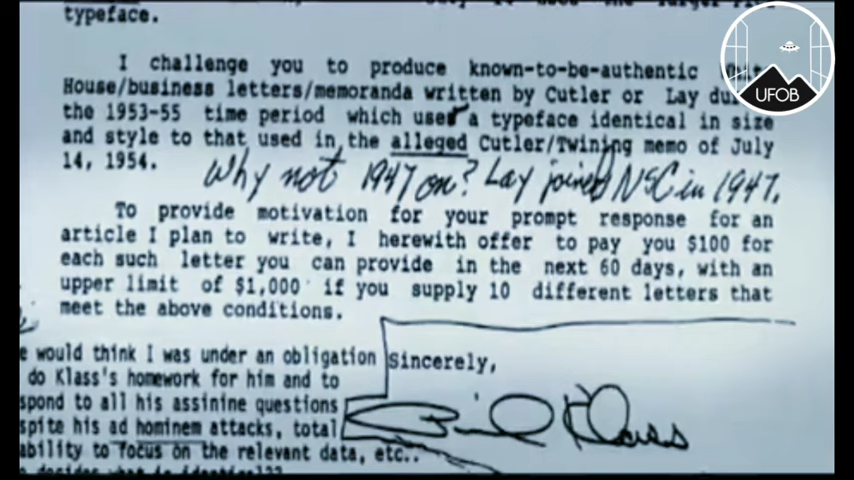 typeface.
I challenge you to produce known-to-be-authentic
House/business letters/memoranda written by Cutler or Lay
the 1953-55 time period which uses a typeface identical in size
and style to that used in the alleged Cutler/Twining memo of July
14, 1954.
Why not 1947 on? Lay joined NSC in 1947.
To provide motivation for your prompt response for an
article I plan to write, I herewith offer to pay you $100 for
each such letter you can provide in the next 60 days, with an
upper limit of $1,000 if you supply 10 different letters that
meet the above conditions.
would think I was under an obligation
do Klass's homework for him and to
to all his assinine questions
his ad hominem attacks, total
to focus on the relevant data, etc..
Sincerely,
Phil Klass
UFOB